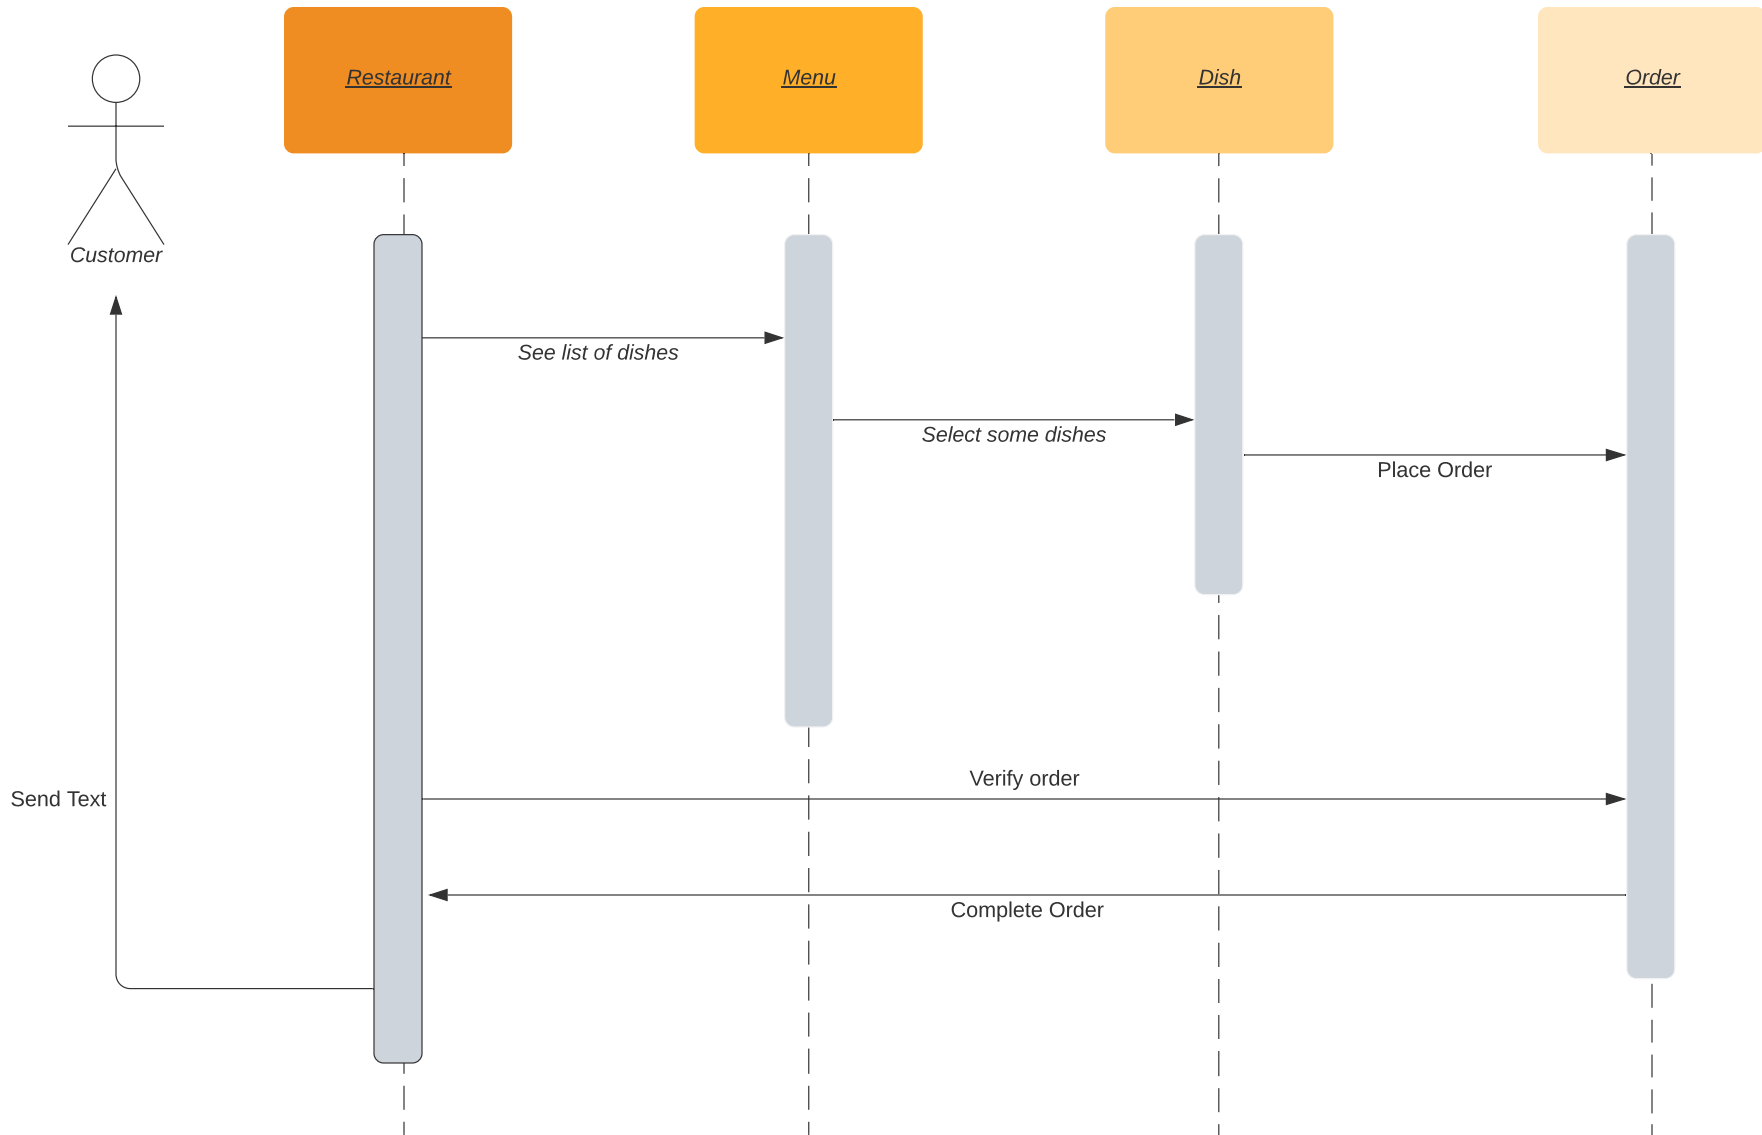 Restaurant
Menu
Dish
Order
Customer
See list of dishes
Select some dishes
Place Order
Verify order
Send Text
Complete Order